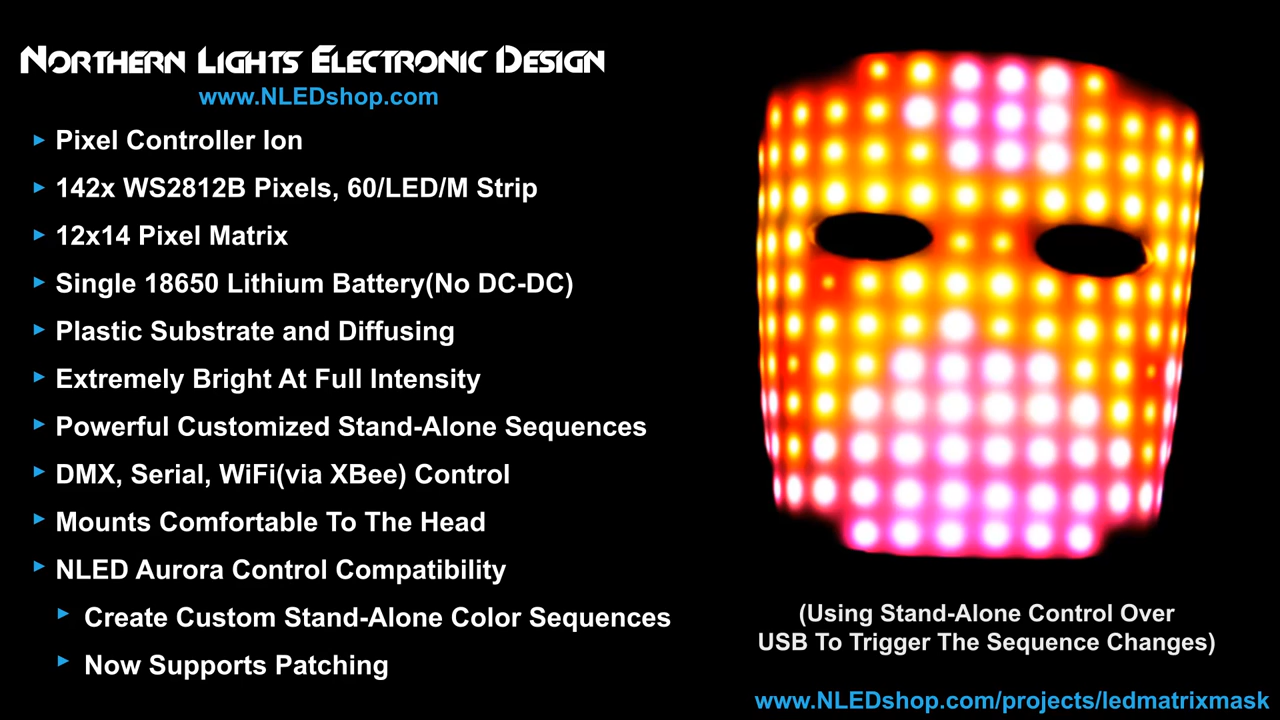 Northern Lights Electronic Design
www.NLEDshop.com
Pixel Controller Ion
142x WS2812B Pixels, 60/LED/M Strip
12x14 Pixel Matrix
Single 18650 Lithium Battery(No DC-DC)
Plastic Substrate and Diffusing
Extremely Bright At Full Intensity
Powerful Customized Stand-Alone Sequences
DMX, Serial, WiFi(via XBee) Control
Mounts Comfortable To The Head
NLED Aurora Control Compatibility
Create Custom Stand-Alone Color Sequences
Now Supports Patching
(Using Stand-Alone Control Over
USB To Trigger The Sequence Changes)
www.NLEDshop.com/projects/ledmatrixmask